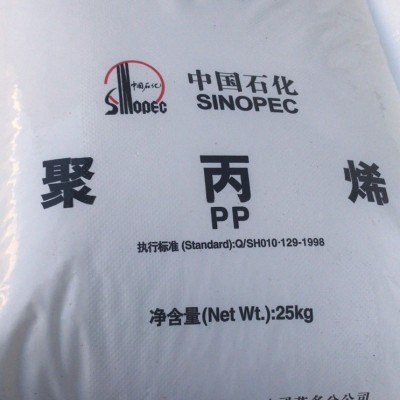 中国石化
SINOPEC
中国石化
SINOPEC
聚 丙 烯
PP
执行标准 (Standard):Q/SH010·129-1998
净含量(Net Wt.):25kg